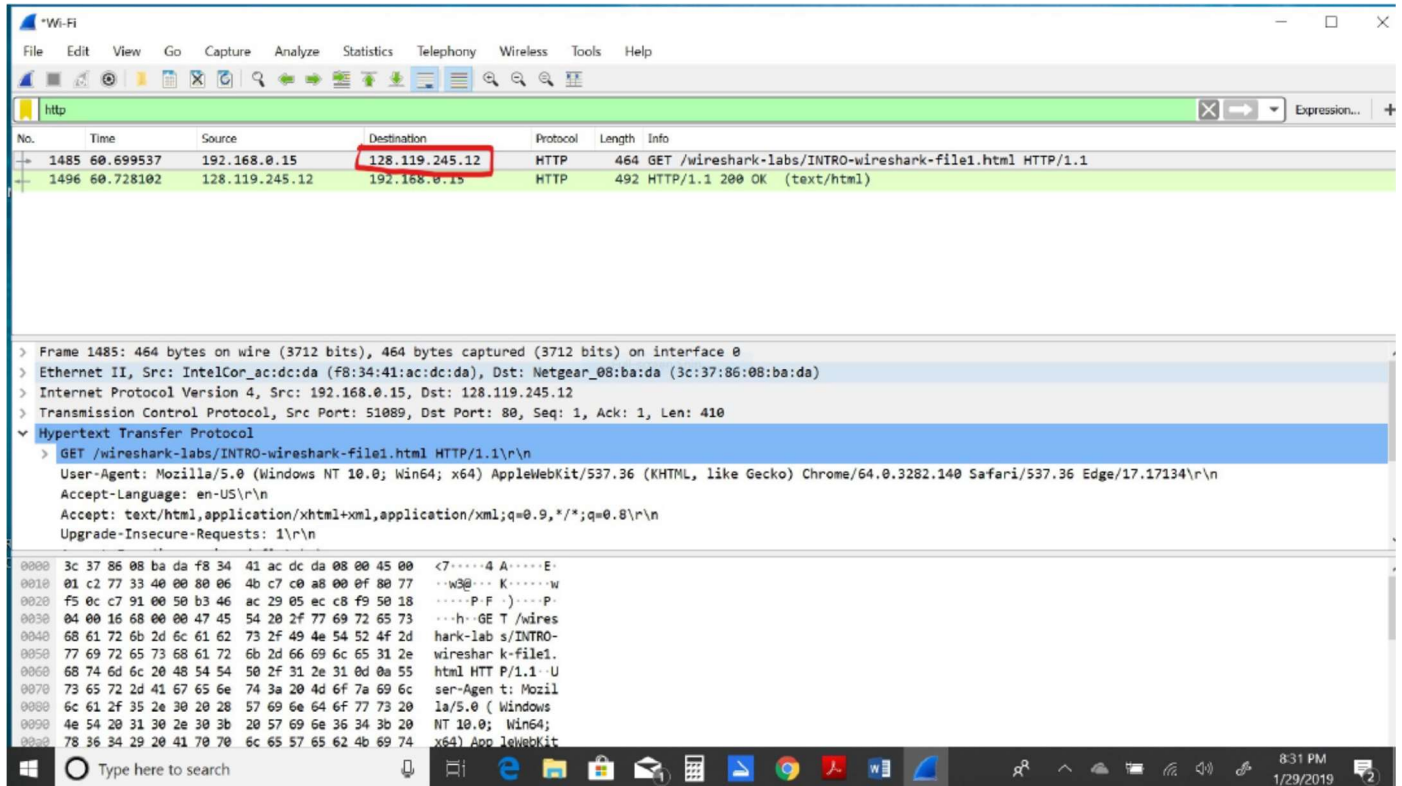 *Wi-Fi
File Edit View Go Capture Analyze Statistics Telephony Wireless Tools Help
http Expression... +
No. Time Source Destination Protocol Length Info
1485 60.699537 192.168.0.15 128.119.245.12 HTTP 464 GET /wireshark-labs/INTRO-wireshark-file1.html HTTP/1.1
1496 60.728102 128.119.245.12 192.168.0.15 HTTP 492 HTTP/1.1 200 OK (text/html)
> Frame 1485: 464 bytes on wire (3712 bits), 464 bytes captured (3712 bits) on interface 0
> Ethernet II, Src: IntelCor_ac:dc:da (f8:34:41:ac:dc:da), Dst: Netgear_08:ba:da (3c:37:86:08:ba:da)
> Internet Protocol Version 4, Src: 192.168.0.15, Dst: 128.119.245.12
> Transmission Control Protocol, Src Port: 51089, Dst Port: 80, Seq: 1, Ack: 1, Len: 410
Hypertext Transfer Protocol
> GET /wireshark-labs/INTRO-wireshark-file1.html HTTP/1.1\r\n
User-Agent: Mozilla/5.0 (Windows NT 10.0; Win64; x64) AppleWebKit/537.36 (KHTML, like Gecko) Chrome/64.0.3282.140 Safari/537.36 Edge/17.17134\r\n
Accept-Language: en-US\r\n
Accept: text/html,application/xhtml+xml,application/xml;q=0.9,*/*;q=0.8\r\n
Upgrade-Insecure-Requests: 1\r\n
0000 3c 37 86 08 ba da f8 34 41 ac dc da 08 00 45 00 <7·····4 A·····E·
0010 01 c2 77 33 40 00 80 06 4b c7 c0 a8 00 0f 80 77 ··w3@··· K······w
0020 f5 0c c7 91 00 50 b3 46 ac 29 05 ec c8 f9 50 18 ·····P·F ·)····P·
0030 04 00 16 68 00 00 47 45 54 20 2f 77 69 72 65 73 ···h··GE T /wires
0040 68 61 72 6b 2d 6c 61 62 73 2f 49 4e 54 52 4f 2d hark-lab s/INTRO-
0050 77 69 72 65 73 68 61 72 6b 2d 66 69 6c 65 31 2e wireshar k-file1.
0060 68 74 6d 6c 20 48 54 54 50 2f 31 2e 31 0d 0a 55 html HTT P/1.1··U
0070 73 65 72 2d 41 67 65 6e 74 3a 20 4d 6f 7a 69 6c ser-Agen t: Mozil
0080 6c 61 2f 35 2e 30 20 28 57 69 6e 64 6f 77 73 20 la/5.0 ( Windows
0090 4e 54 20 31 30 2e 30 3b 20 57 69 6e 36 34 3b 20 NT 10.0; Win64;
00a0 78 36 34 29 20 41 70 70 6c 65 57 65 62 4b 69 74 x64) App leWebKit
Type here to search
8:31 PM
1/29/2019